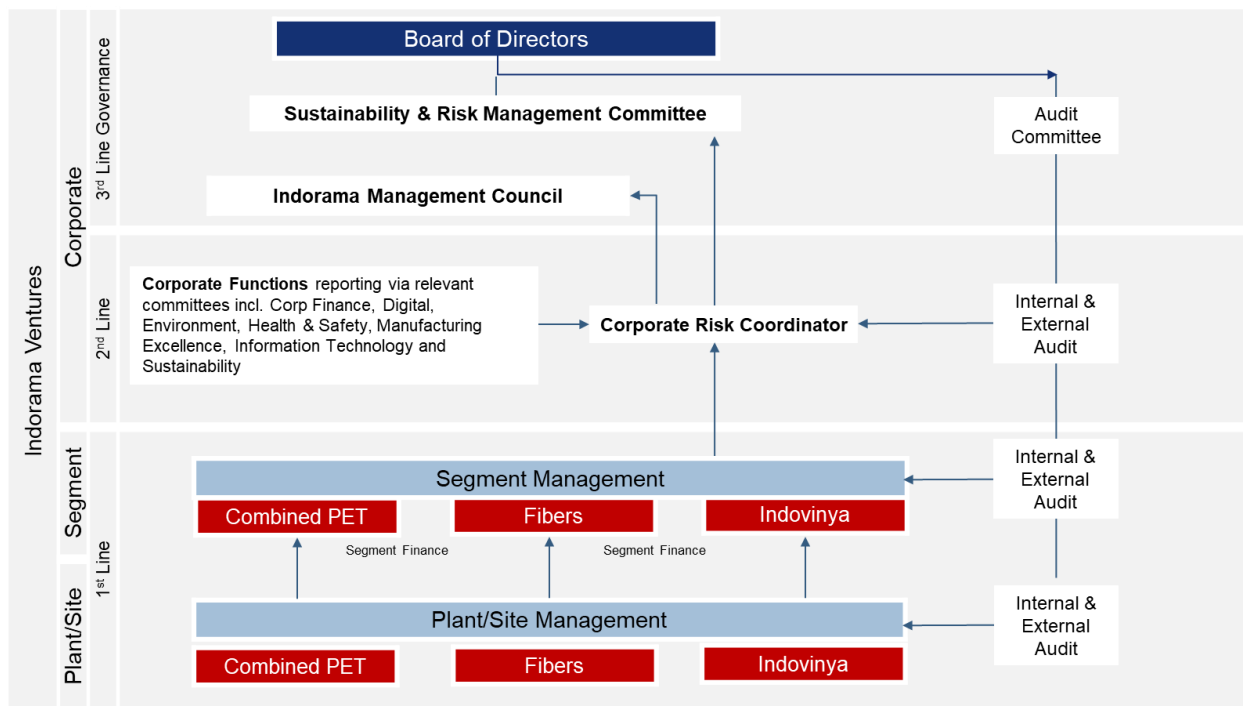 Indorama Ventures
Corporate
3rd Line Governance
Board of Directors
Sustainability & Risk Management Committee
Audit
Committee
Indorama Management Council
2nd Line
Corporate Functions reporting via relevant
committees incl. Corp Finance, Digital,
Environment, Health & Safety, Manufacturing
Excellence, Information Technology and
Sustainability
Corporate Risk Coordinator
Internal &
External
Audit
Segment
1st Line
Segment Management
Combined PET
Fibers
Indovinya
Internal &
External
Audit
Segment Finance
Segment Finance
Plant/Site
Plant/Site Management
Combined PET
Fibers
Indovinya
Internal &
External
Audit